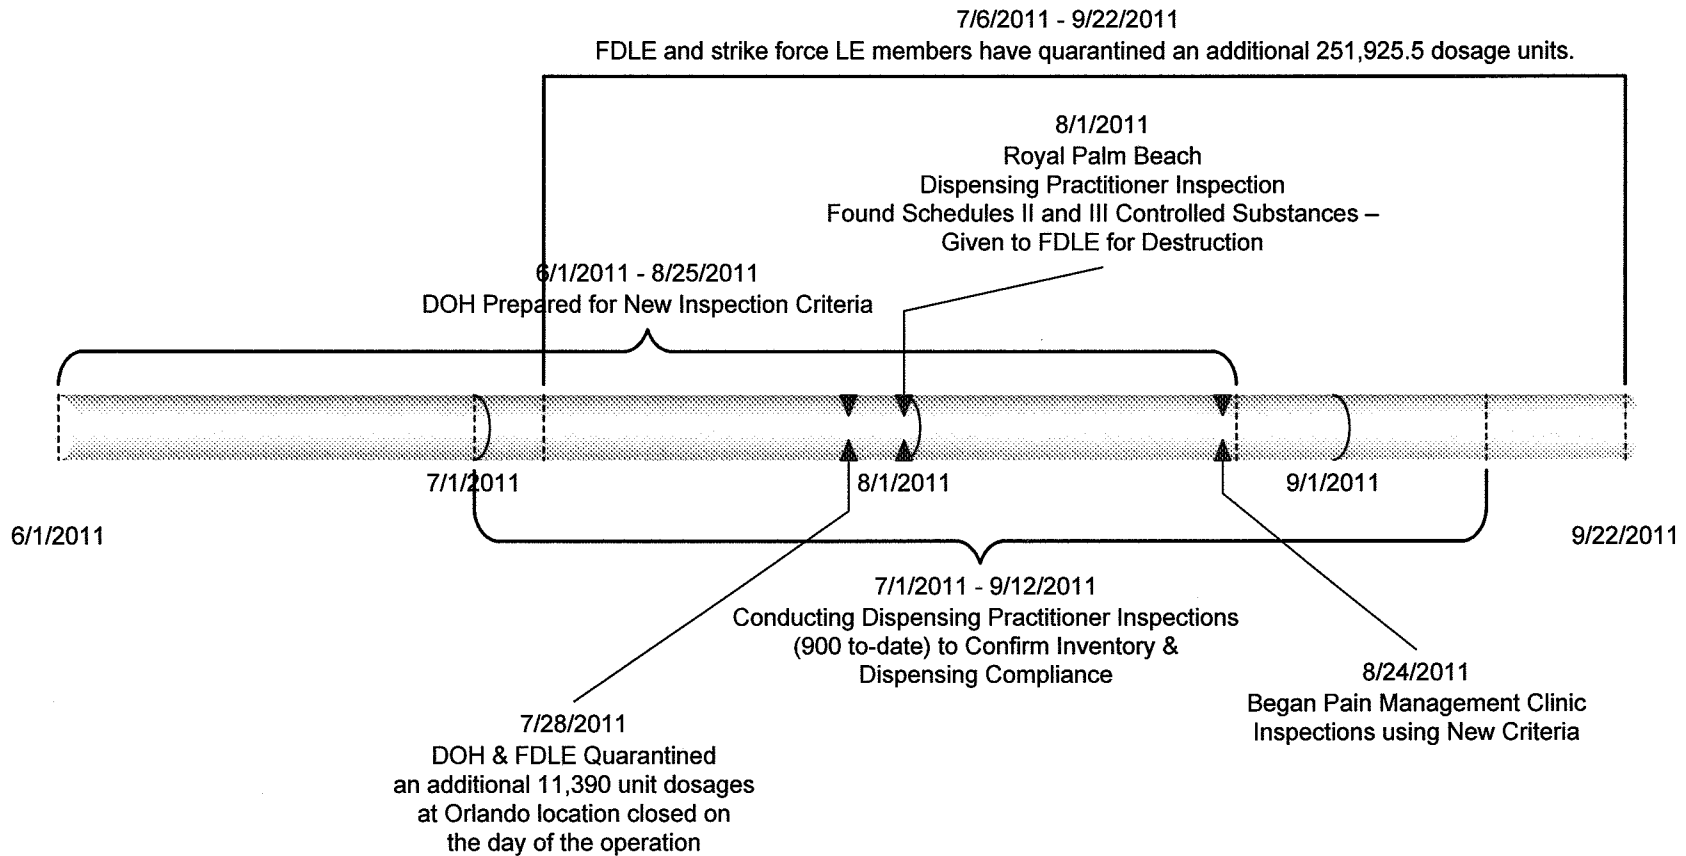 7/6/2011 - 9/22/2011
FDLE and strike force LE members have quarantined an additional 251,925.5 dosage units.
8/1/2011
Royal Palm Beach
Dispensing Practitioner Inspection
Found Schedules II and III Controlled Substances –
Given to FDLE for Destruction
6/1/2011 - 8/25/2011
DOH Prepared for New Inspection Criteria
7/1/2011
8/1/2011
9/1/2011
6/1/2011
9/22/2011
7/1/2011 - 9/12/2011
Conducting Dispensing Practitioner Inspections
(900 to-date) to Confirm Inventory &
Dispensing Compliance
8/24/2011
Began Pain Management Clinic
Inspections using New Criteria
7/28/2011
DOH & FDLE Quarantined
an additional 11,390 unit dosages
at Orlando location closed on
the day of the operation